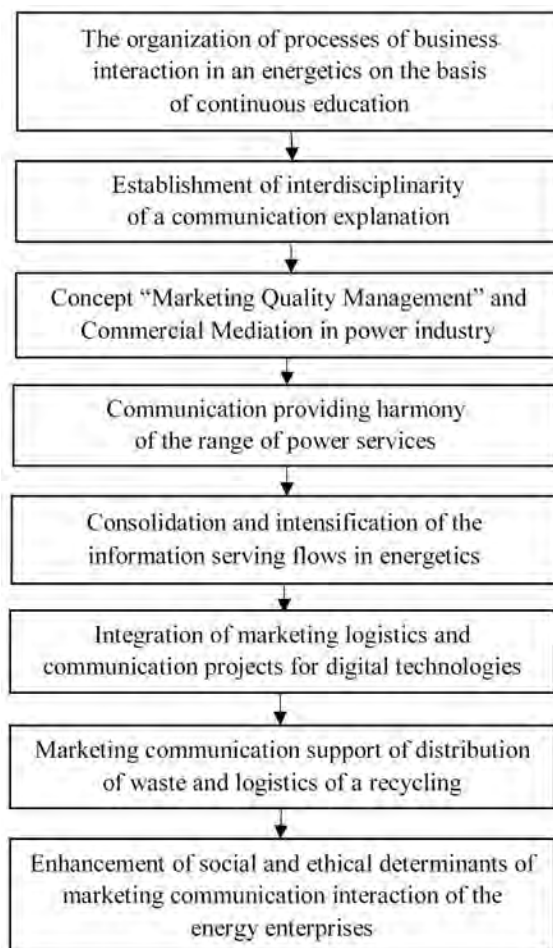 The organization of processes of business
interaction in an energetics on the basis
of continuous education
Establishment of interdisciplinarity
of a communication explanation
Concept “Marketing Quality Management” and
Commercial Mediation in power industry
Communication providing harmony
of the range of power services
Consolidation and intensification of the
information serving flows in energetics
Integration of marketing logistics and
communication projects for digital technologies
Marketing communication support of distribution
of waste and logistics of a recycling
Enhancement of social and ethical determinants of
marketing communication interaction of the
energy enterprises